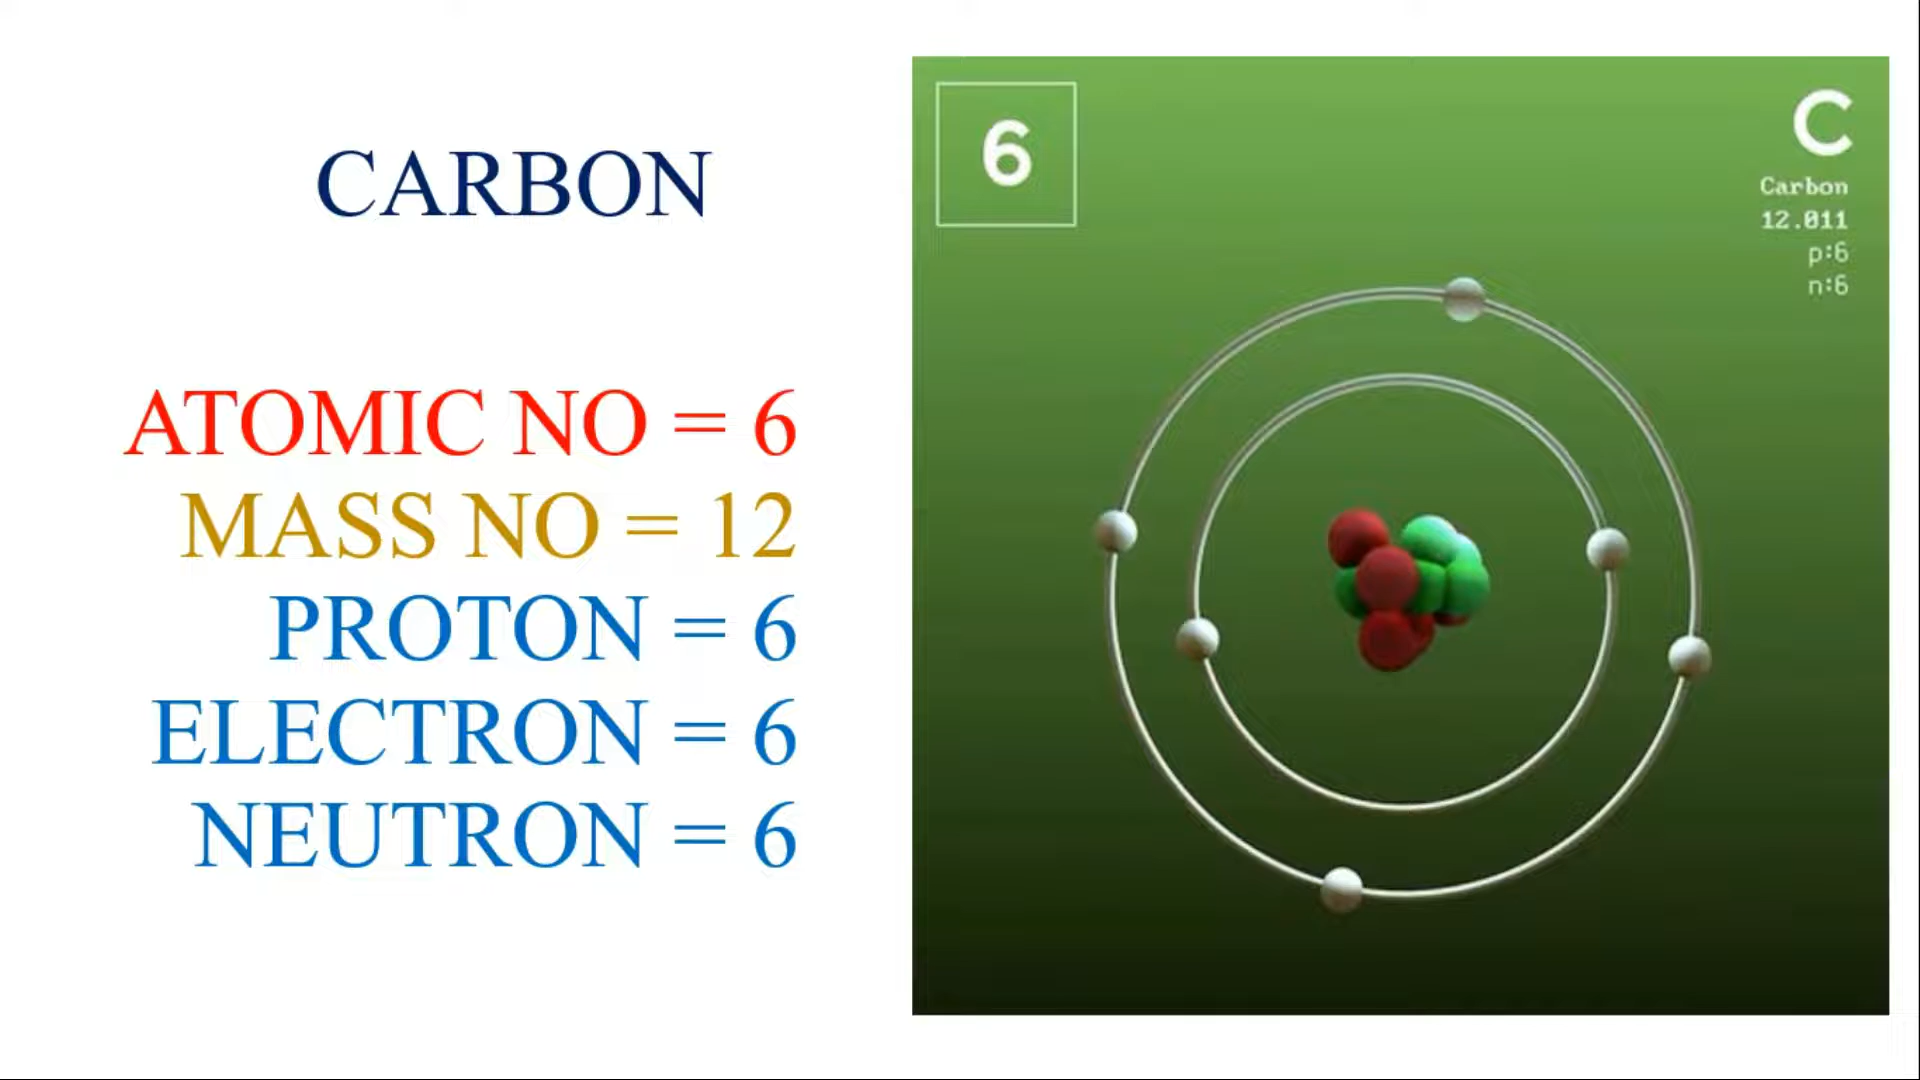 CARBON
ATOMIC NO = 6
MASS NO = 12
PROTON = 6
ELECTRON = 6
NEUTRON = 6
6
C
Carbon
12.011
p:6
n:6